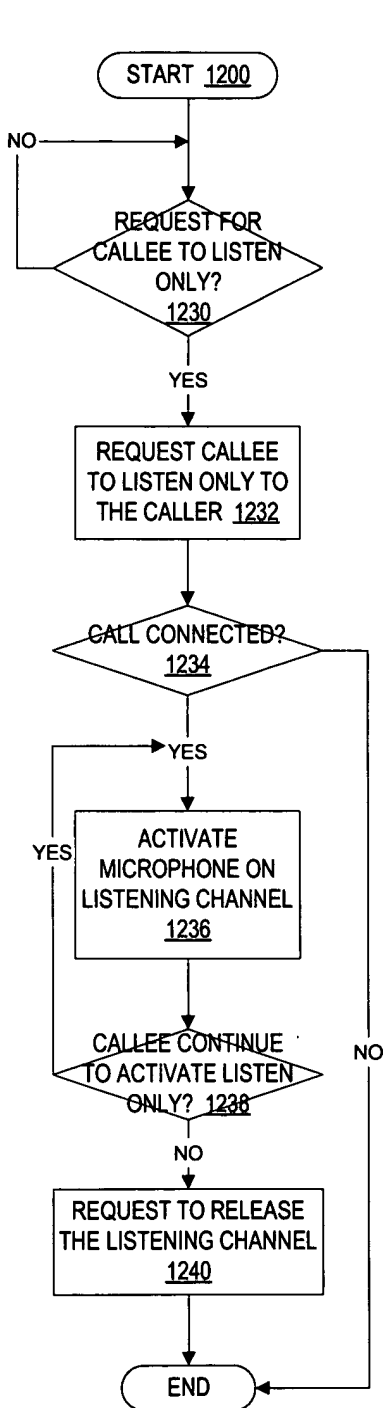 START 1200
NO
REQUEST FOR
CALLEE TO LISTEN
ONLY?
1230
YES
REQUEST CALLEE
TO LISTEN ONLY TO
THE CALLER 1232
CALL CONNECTED?
1234
YES
YES
ACTIVATE
MICROPHONE ON
LISTENING CHANNEL
1236
CALLEE CONTINUE
TO ACTIVATE LISTEN
ONLY? 1238
NO
NO
REQUEST TO RELEASE
THE LISTENING CHANNEL
1240
END